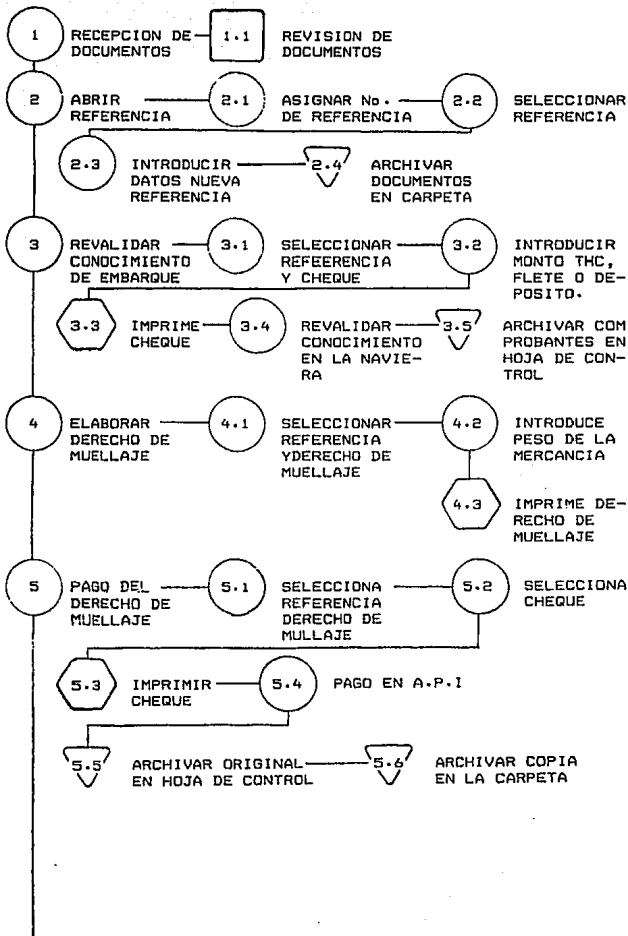 1 RECEPCION DE DOCUMENTOS 1.1 REVISION DE DOCUMENTOS
2 ABRIR REFERENCIA 2.1 ASIGNAR No. DE REFERENCIA 2.2 SELECCIONAR REFERENCIA
2.3 INTRODUCIR DATOS NUEVA REFERENCIA 2.4 ARCHIVAR DOCUMENTOS EN CARPETA
3 REVALIDAR CONOCIMIENTO DE EMBARQUE 3.1 SELECCIONAR REFEERENCIA Y CHEQUE 3.2 INTRODUCIR MONTO THC, FLETE O DE-POSITO.
3.3 IMPRIME CHEQUE 3.4 REVALIDAR CONOCIMIENTO EN LA NAVIE-RA 3.5 ARCHIVAR COM PROBANTES EN HOJA DE CON-TROL
4 ELABORAR DERECHO DE MUELLAJE 4.1 SELECCIONAR REFERENCIA YDERECHO DE MUELLAJE 4.2 INTRODUCE PESO DE LA MERCANCIA
4.3 IMPRIME DE-RECHO DE MUELLAJE
5 PAGO DEL DERECHO DE MUELLAJE 5.1 SELECCIONA REFERENCIA DERECHO DE MULLAJE 5.2 SELECCIONA CHEQUE
5.3 IMPRIMIR CHEQUE 5.4 PAGO EN A.P.I
5.5 ARCHIVAR ORIGINAL EN HOJA DE CONTROL 5.6 ARCHIVAR COPIA EN LA CARPETA